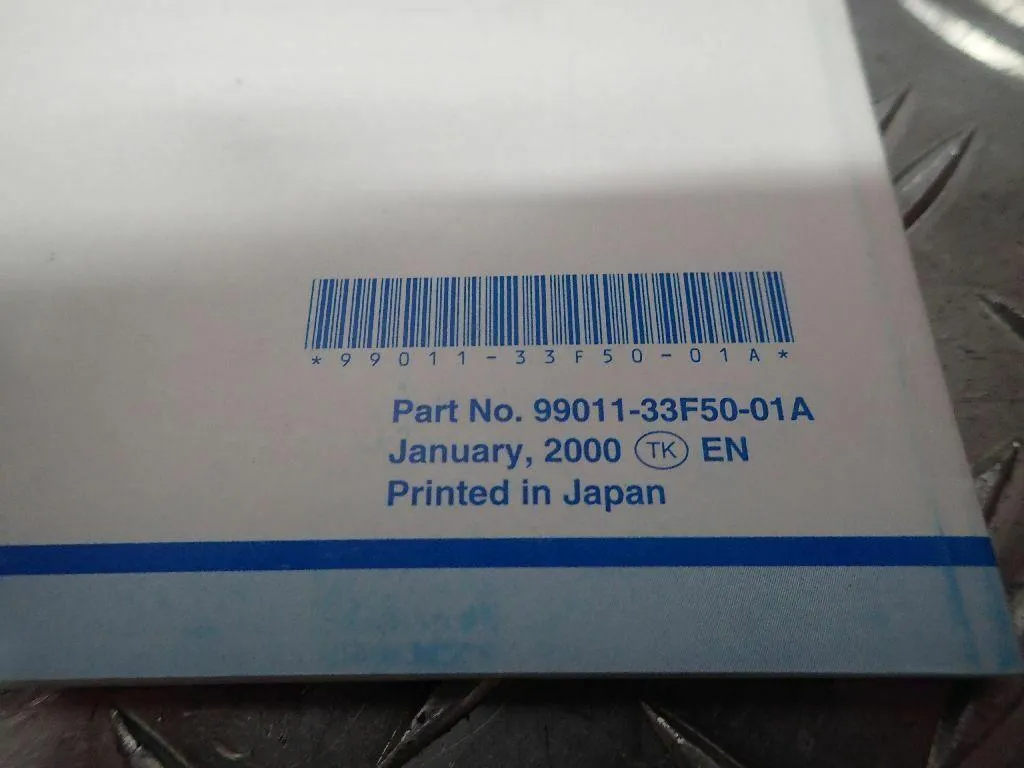 *99011-33F50-01A*
Part No. 99011-33F50-01A
January, 2000 TK EN
Printed in Japan